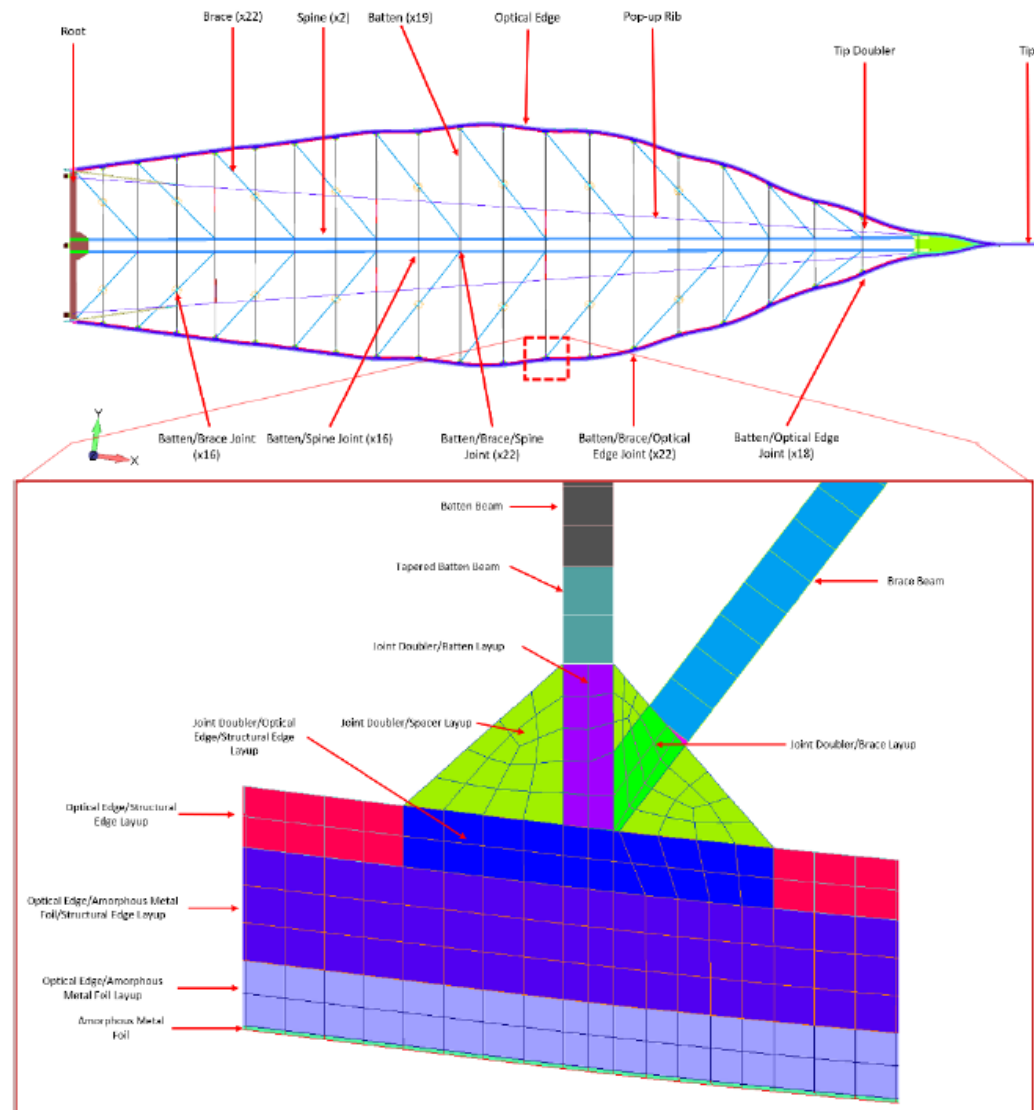 Root
Brace (x22)
Spine (x2)
Batten (x19)
Optical Edge
Pop-up Rib
Tip Doubler
Tip
Y
X
Batten/Brace Joint
(x16)
Batten/Spine Joint (x16)
Batten/Brace/Spine
Joint (x22)
Batten/Brace/Optical
Edge Joint (x22)
Batten/Optical Edge
Joint (x18)
Batten Beam
Tapered Batten Beam
Brace Beam
Joint Doubler/Batten Layup
Joint Doubler/Optical
Edge/Structural Edge
Layup
Joint Doubler/Spacer Layup
Joint Doubler/Brace Layup
Optical Edge/Structural
Edge Layup
Optical Edge/Amorphous Metal
Foil/Structural Edge Layup
Optical Edge/Amorphous
Metal Foil Layup
Amorphous Metal
Foil